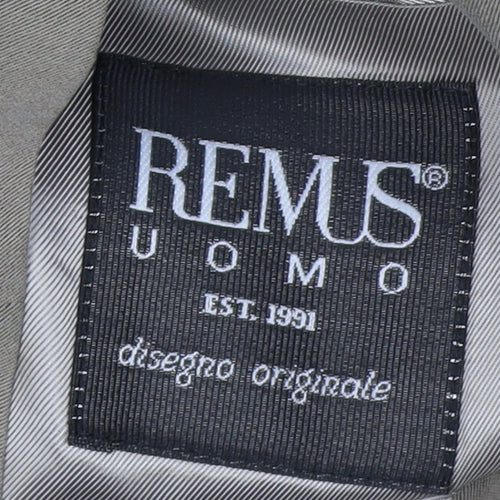 REMUS®
UOMO
EST. 1991
disegno originale